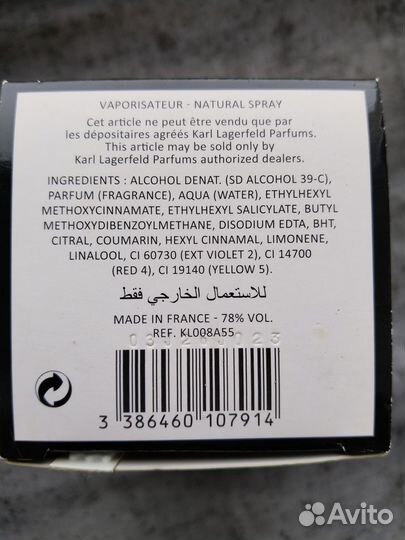 VAPORISATEUR - NATURAL SPRAY
Cet article ne peut être vendu que par
les dépositaires agréés Karl Lagerfeld Parfums.
This article may be sold only by
Karl Lagerfeld Parfums authorized dealers.
INGREDIENTS : ALCOHOL DENAT. (SD ALCOHOL 39-C),
PARFUM (FRAGRANCE), AQUA (WATER), ETHYLHEXYL
METHOXYCINNAMATE, ETHYLHEXYL SALICYLATE, BUTYL
METHOXYDIBENZOYLMETHANE, DISODIUM EDTA, BHT,
CITRAL, COUMARIN, HEXYL CINNAMAL, LIMONENE,
LINALOOL, CI 60730 (EXT VIOLET 2), CI 14700
(RED 4), CI 19140 (YELLOW 5).
للاستعمال الخارجي فقط
MADE IN FRANCE - 78% VOL.
REF. KL008A55
3 386460 107914
Avito